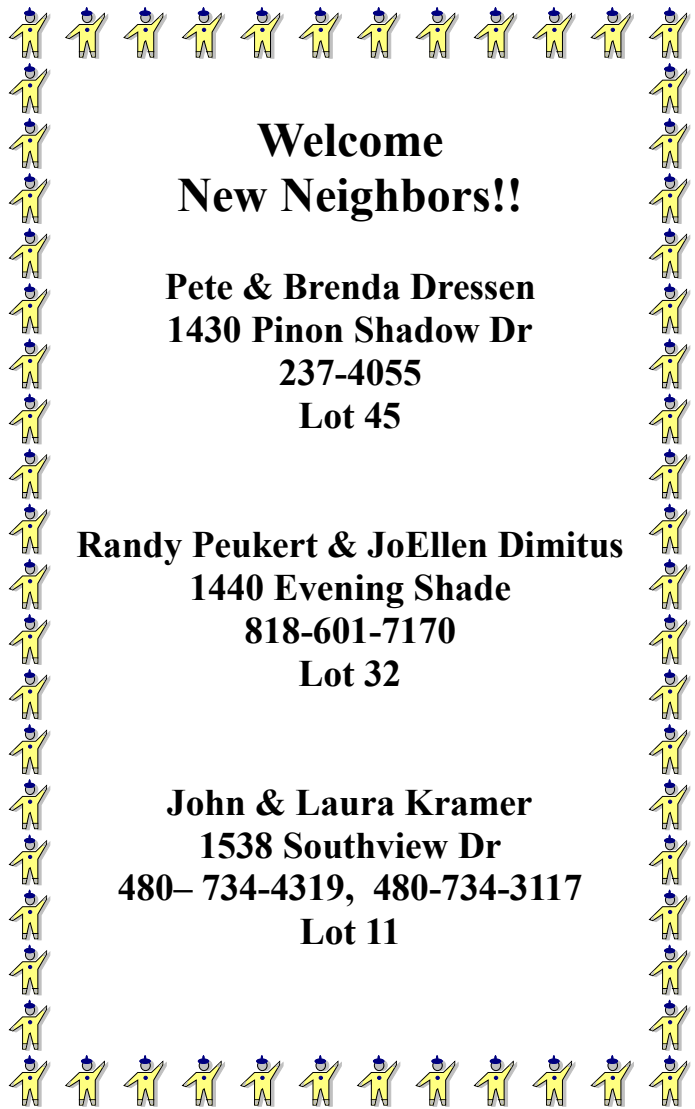 Welcome
New Neighbors!!
Pete & Brenda Dressen
1430 Pinon Shadow Dr
237-4055
Lot 45
Randy Peukert & JoEllen Dimitus
1440 Evening Shade
818-601-7170
Lot 32
John & Laura Kramer
1538 Southview Dr
480– 734-4319,  480-734-3117
Lot 11